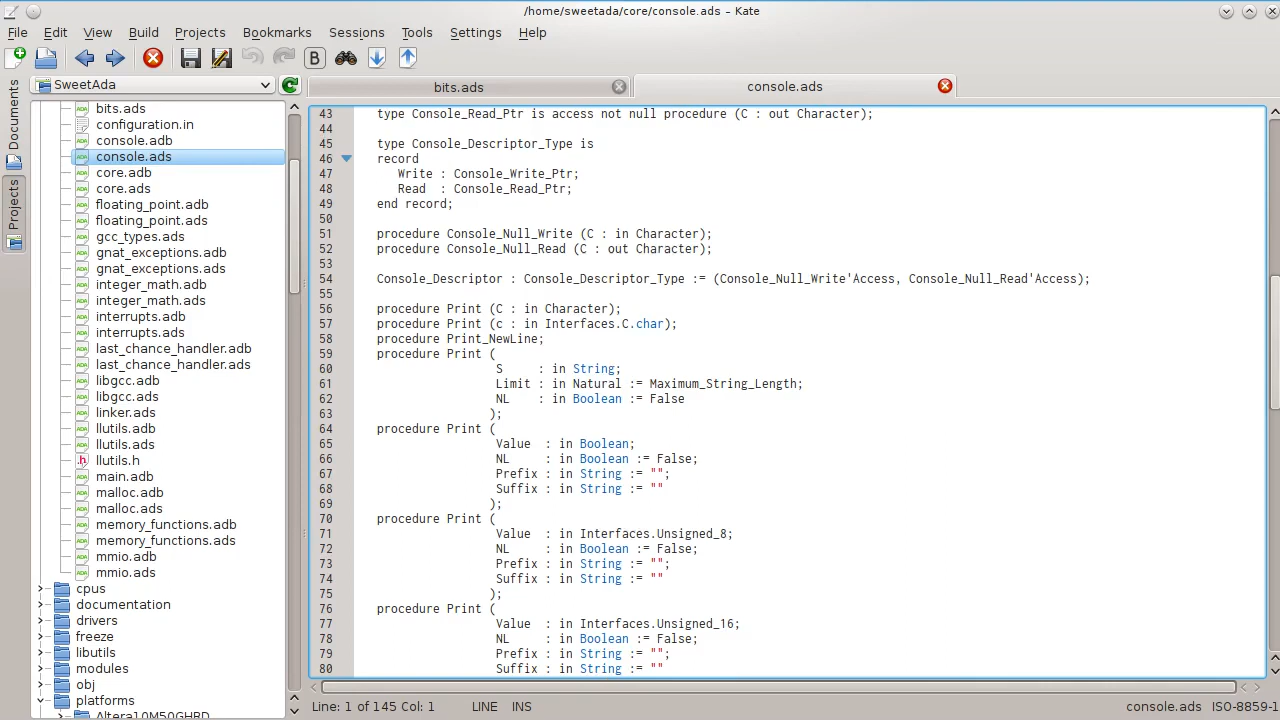 /home/sweetada/core/console.ads – Kate
File Edit View Build Projects Bookmarks Sessions Tools Settings Help
B
Documents
Projects
SweetAda
bits.ads
configuration.in
console.adb
console.ads
core.adb
core.ads
floating_point.adb
floating_point.ads
gcc_types.ads
gnat_exceptions.adb
gnat_exceptions.ads
integer_math.adb
integer_math.ads
interrupts.adb
interrupts.ads
last_chance_handler.adb
last_chance_handler.ads
libgcc.adb
libgcc.ads
linker.ads
llutils.adb
llutils.ads
llutils.h
main.adb
malloc.adb
malloc.ads
memory_functions.adb
memory_functions.ads
mmio.adb
mmio.ads
cpus
documentation
drivers
freeze
libutils
modules
obj
platforms
Altera10M50GHRD
bits.ads
console.ads
43 type Console_Read_Ptr is access not null procedure (C : out Character);
44
45 type Console_Descriptor_Type is
46 record
47 Write : Console_Write_Ptr;
48 Read  : Console_Read_Ptr;
49 end record;
50
51 procedure Console_Null_Write (C : in Character);
52 procedure Console_Null_Read (C : out Character);
53
54 Console_Descriptor : Console_Descriptor_Type := (Console_Null_Write'Access, Console_Null_Read'Access);
55
56 procedure Print (C : in Character);
57 procedure Print (c : in Interfaces.C.char);
58 procedure Print_NewLine;
59 procedure Print (
60 S     : in String;
61 Limit : in Natural := Maximum_String_Length;
62 NL    : in Boolean := False
63 );
64 procedure Print (
65 Value  : in Boolean;
66 NL     : in Boolean := False;
67 Prefix : in String := "";
68 Suffix : in String := ""
69 );
70 procedure Print (
71 Value  : in Interfaces.Unsigned_8;
72 NL     : in Boolean := False;
73 Prefix : in String := "";
74 Suffix : in String := ""
75 );
76 procedure Print (
77 Value  : in Interfaces.Unsigned_16;
78 NL     : in Boolean := False;
79 Prefix : in String := "";
80 Suffix : in String := ""
Line: 1 of 145 Col: 1 LINE INS console.ads ISO-8859-1